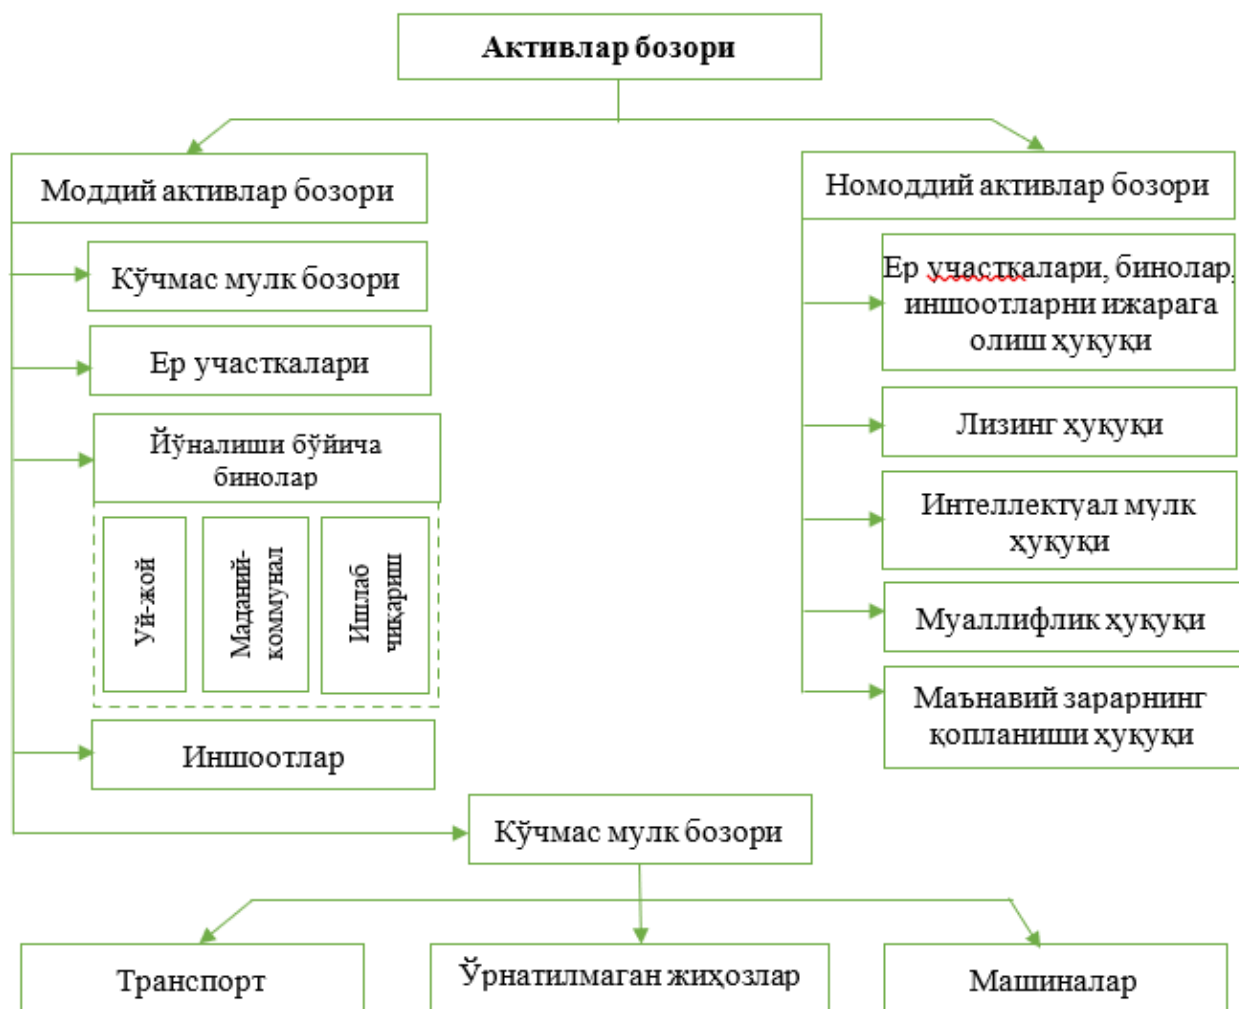 Активлар бозори
Моддий активлар бозори
Кўчмас мулк бозори
Ер участкалари
Йўналиши бўйича
бинолар
Уй-жой
Маданий-
коммунал
Ишлаб
чиқариш
Иншоотлар
Номоддий активлар бозори
Ер участкалари, бинолар,
иншоотларни ижарага
олиш ҳуқуқи
Лизинг ҳуқуқи
Интеллектуал мулк
ҳуқуқи
Муаллифлик ҳуқуқи
Маънавий зарарнинг
қопланиши ҳуқуқи
Кўчмас мулк бозори
Транспорт
Ўрнатилмаган жиҳозлар
Машиналар